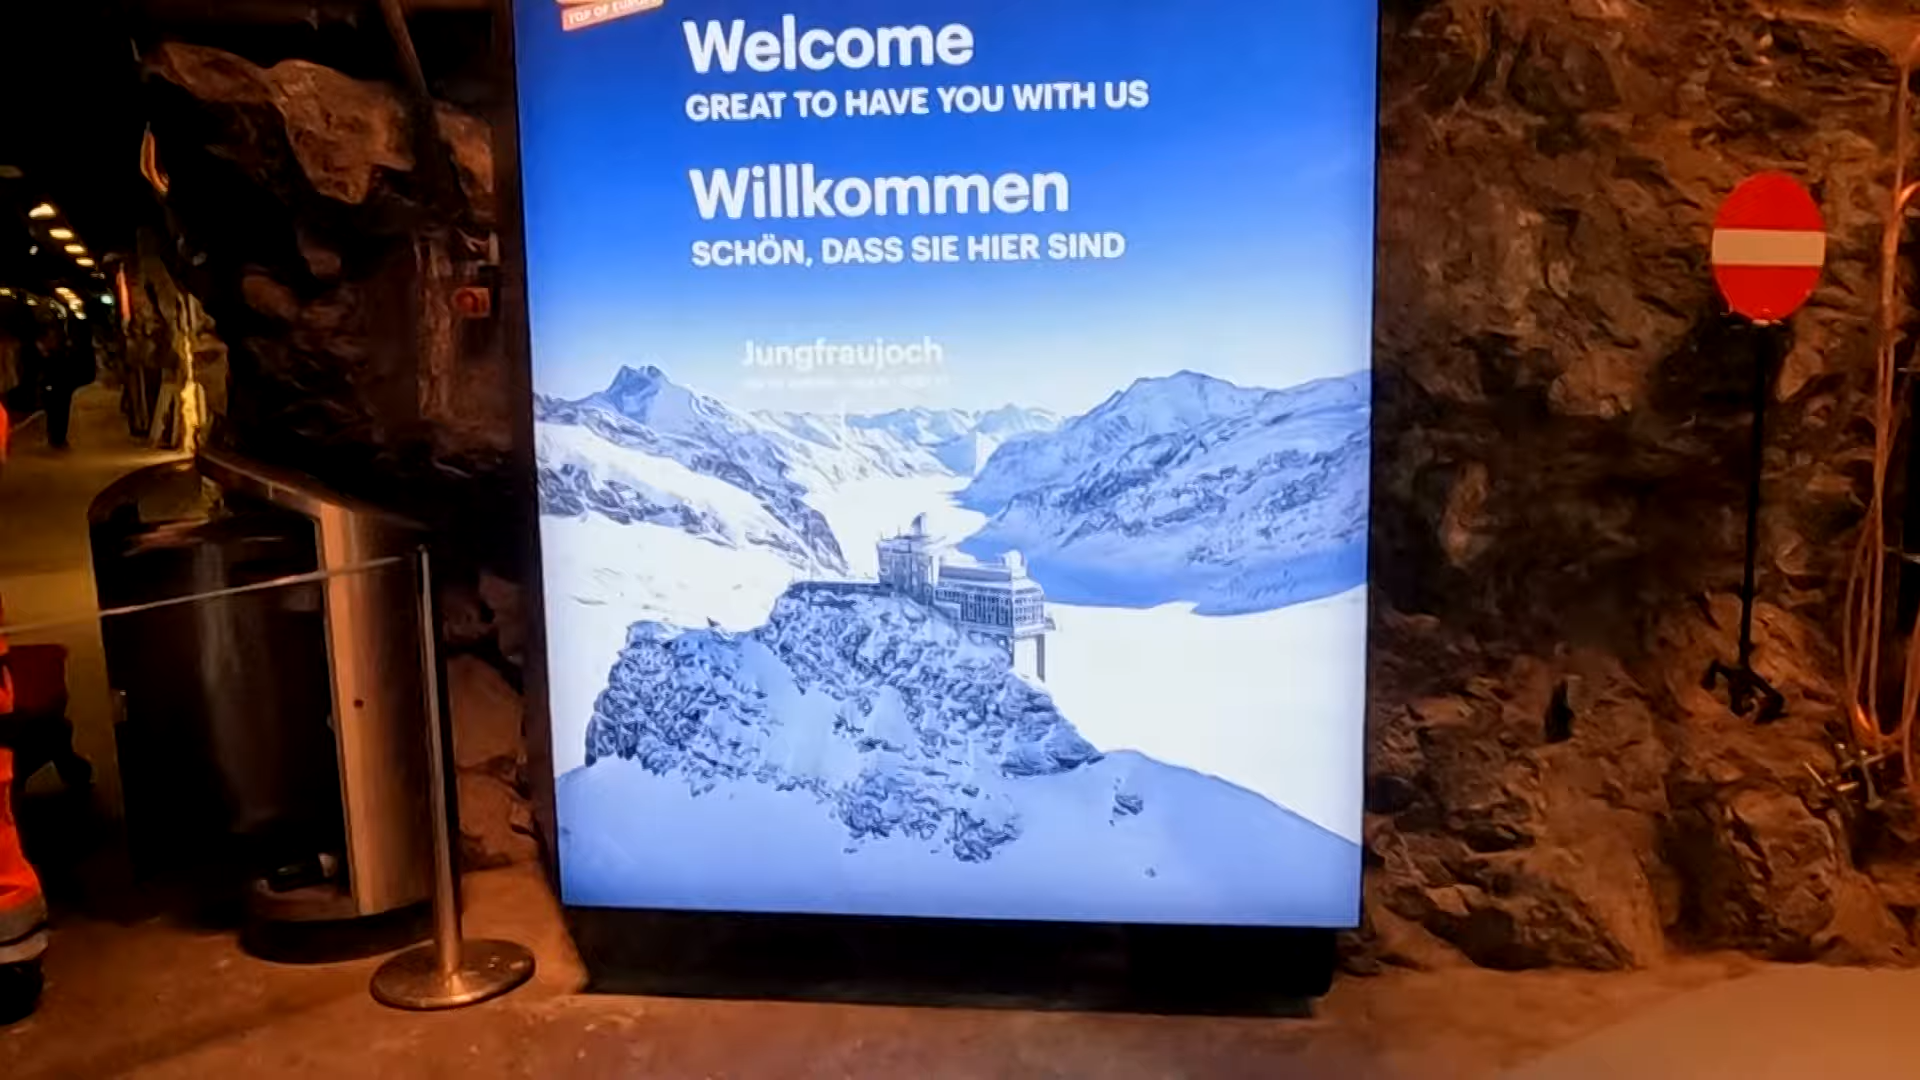 TOP OF EUROPE
Welcome
GREAT TO HAVE YOU WITH US
Willkommen
SCHÖN, DASS SIE HIER SIND
Jungfraujoch